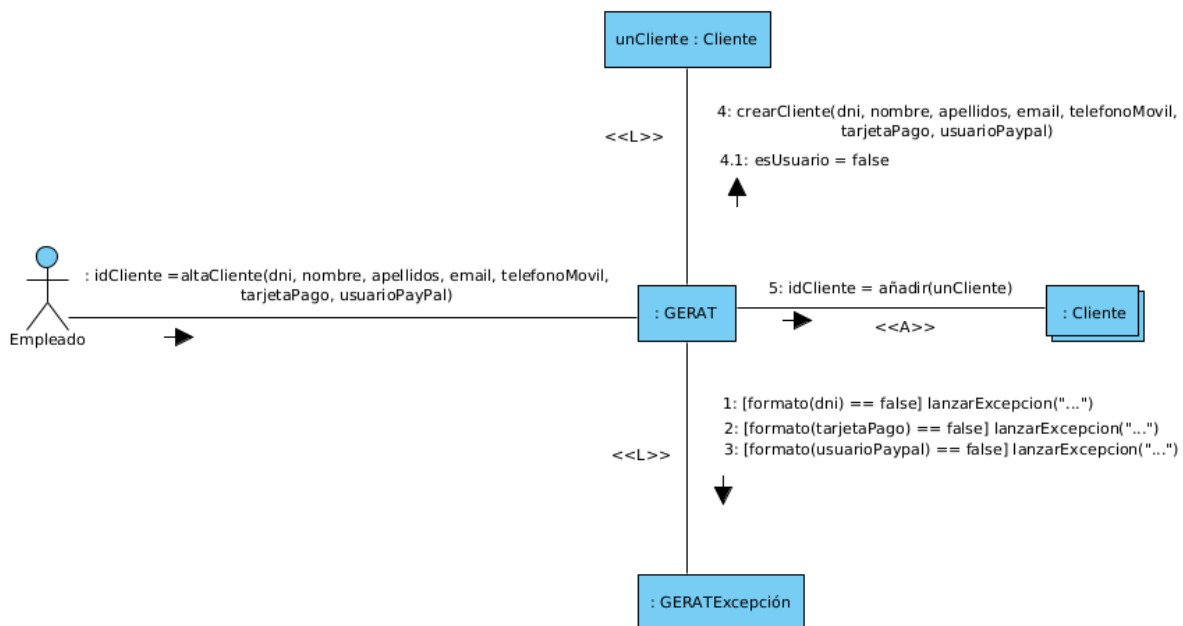 unCliente : Cliente
4: crearCliente(dni, nombre, apellidos, email, telefonoMovil,
tarjetaPago, usuarioPaypal)
<<L>>
4.1: esUsuario = false
: idCliente =altaCliente(dni, nombre, apellidos, email, telefonoMovil,
tarjetaPago, usuarioPayPal)
5: idCliente = añadir(unCliente)
: GERAT
: Cliente
<<A>>
Empleado
1: [formato(dni) == false] lanzarExcepcion("...")
2: [formato(tarjetaPago) == false] lanzarExcepcion("...")
3: [formato(usuarioPaypal) == false] lanzarExcepcion("...")
<<L>>
: GERATExcepción